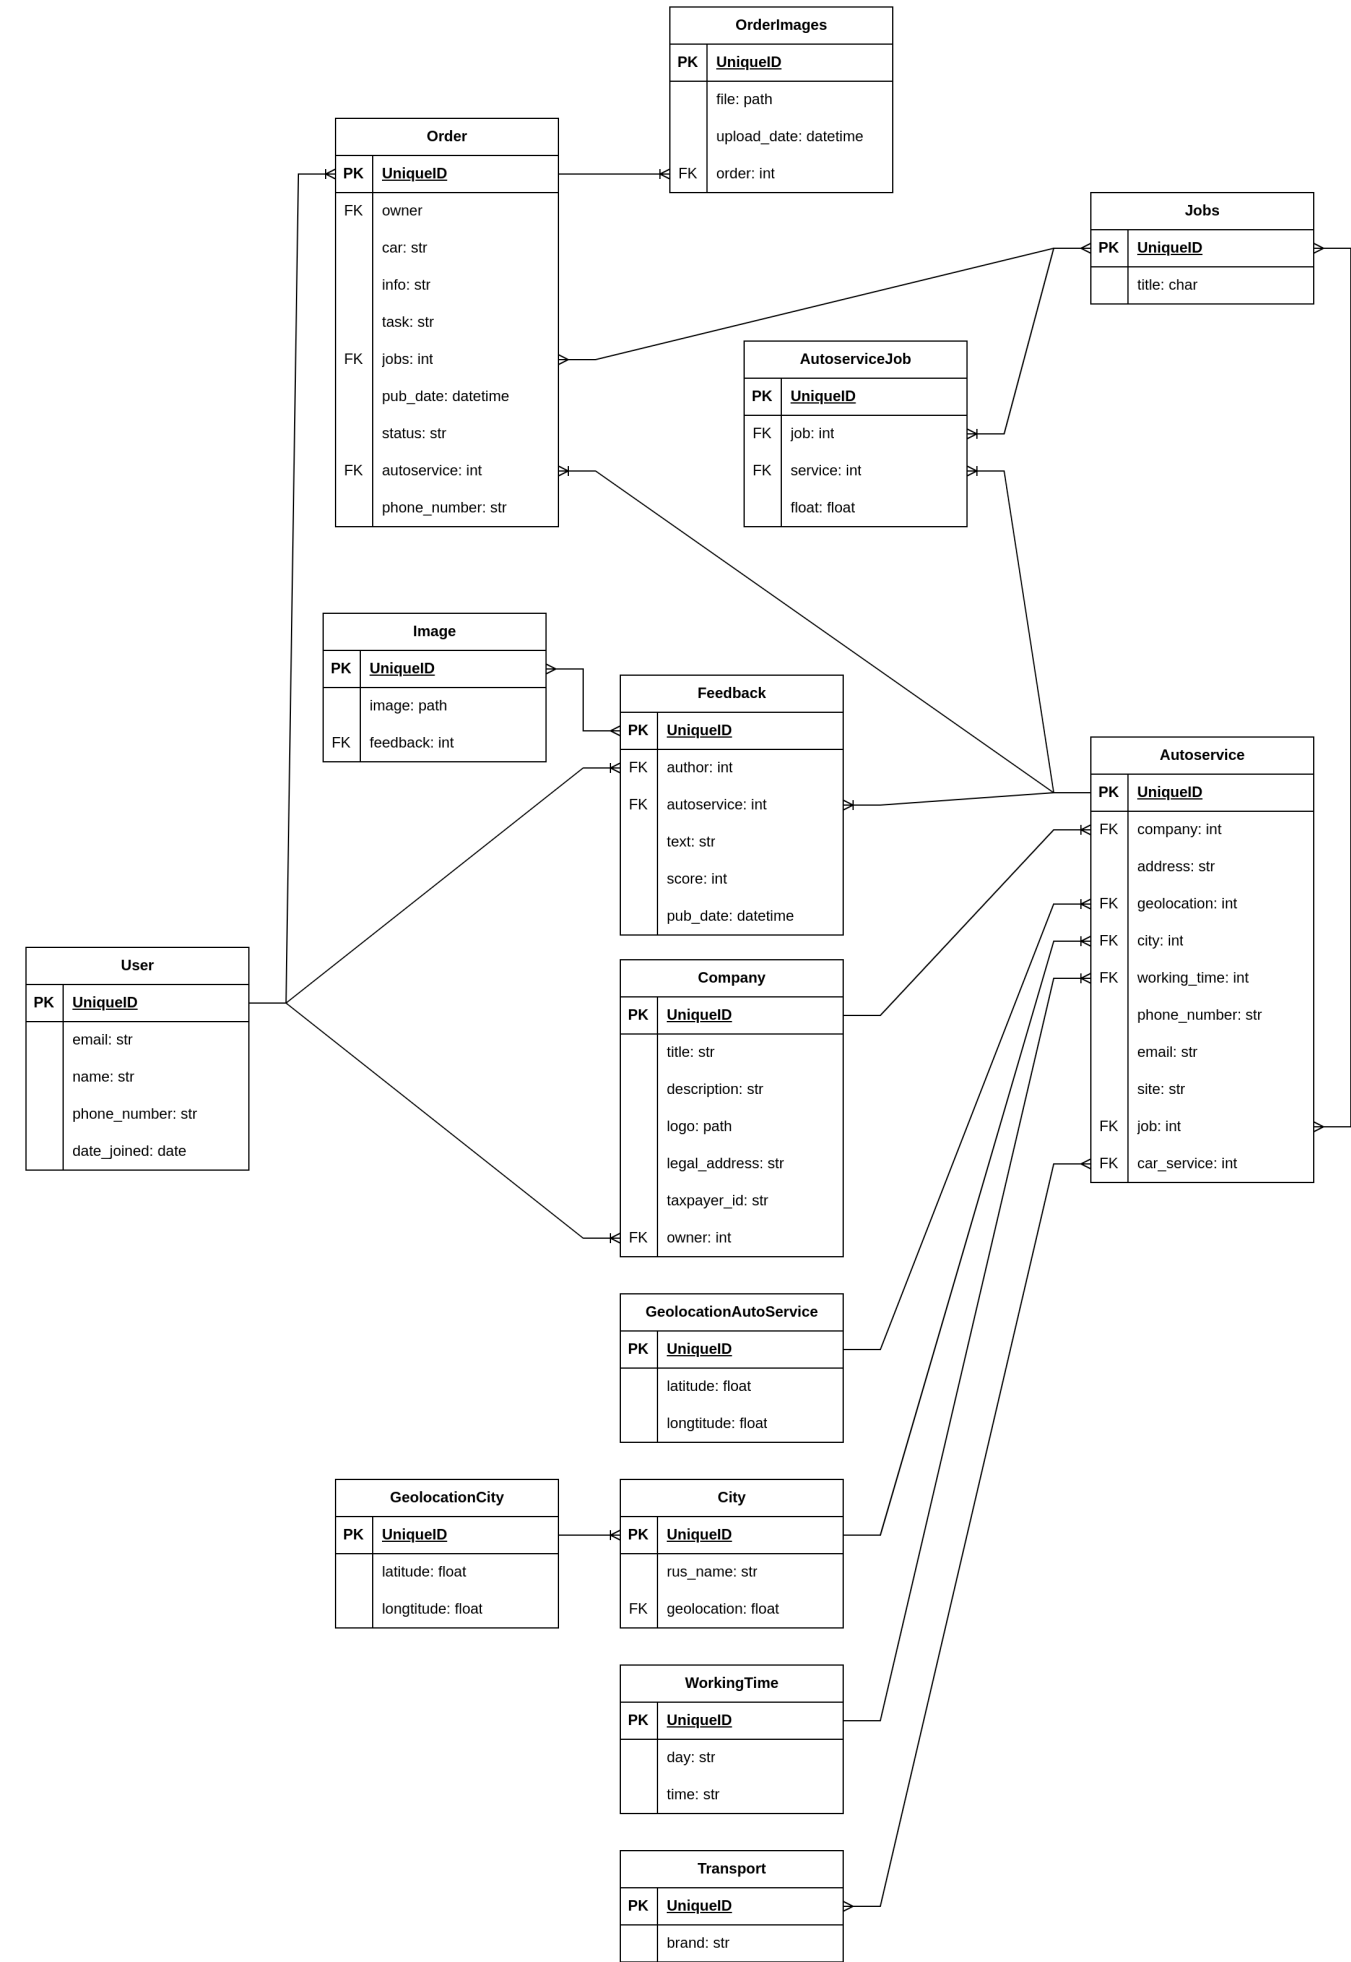 OrderImages
PK UniqueID
file: path
upload_date: datetime
FK order: int
Order
PK UniqueID
FK owner
car: str
info: str
task: str
FK jobs: int
pub_date: datetime
status: str
FK autoservice: int
phone_number: str
Jobs
PK UniqueID
title: char
AutoserviceJob
PK UniqueID
FK job: int
FK service: int
float: float
Image
PK UniqueID
image: path
FK feedback: int
Feedback
PK UniqueID
FK author: int
FK autoservice: int
text: str
score: int
pub_date: datetime
Autoservice
PK UniqueID
FK company: int
address: str
FK geolocation: int
FK city: int
FK working_time: int
phone_number: str
email: str
site: str
FK job: int
FK car_service: int
User
PK UniqueID
email: str
name: str
phone_number: str
date_joined: date
Company
PK UniqueID
title: str
description: str
logo: path
legal_address: str
taxpayer_id: str
FK owner: int
GeolocationAutoService
PK UniqueID
latitude: float
longtitude: float
GeolocationCity
PK UniqueID
latitude: float
longtitude: float
City
PK UniqueID
rus_name: str
FK geolocation: float
WorkingTime
PK UniqueID
day: str
time: str
Transport
PK UniqueID
brand: str